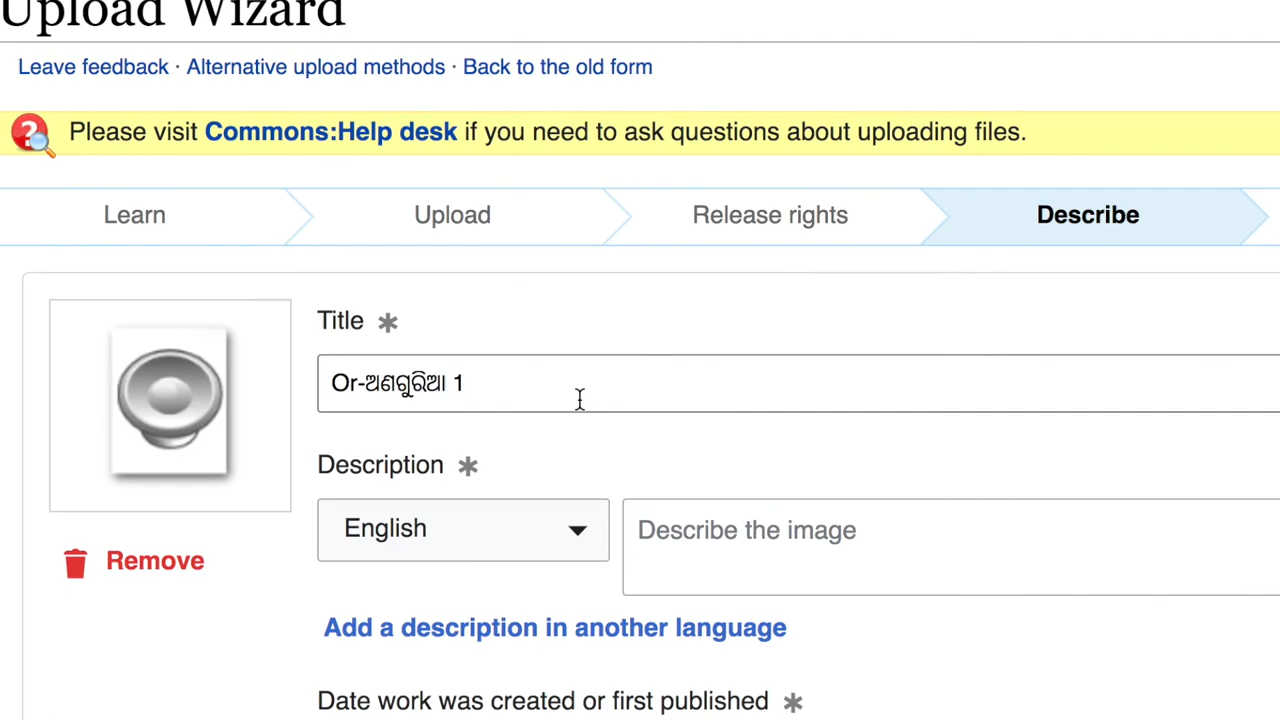 Upload Wizard
Leave feedback · Alternative upload methods · Back to the old form
Please visit Commons:Help desk if you need to ask questions about uploading files.
Learn Upload Release rights Describe
Title *
Or-ଅଣଗୁରିଆ 1
Description *
English Describe the image
Remove
Add a description in another language
Date work was created or first published *